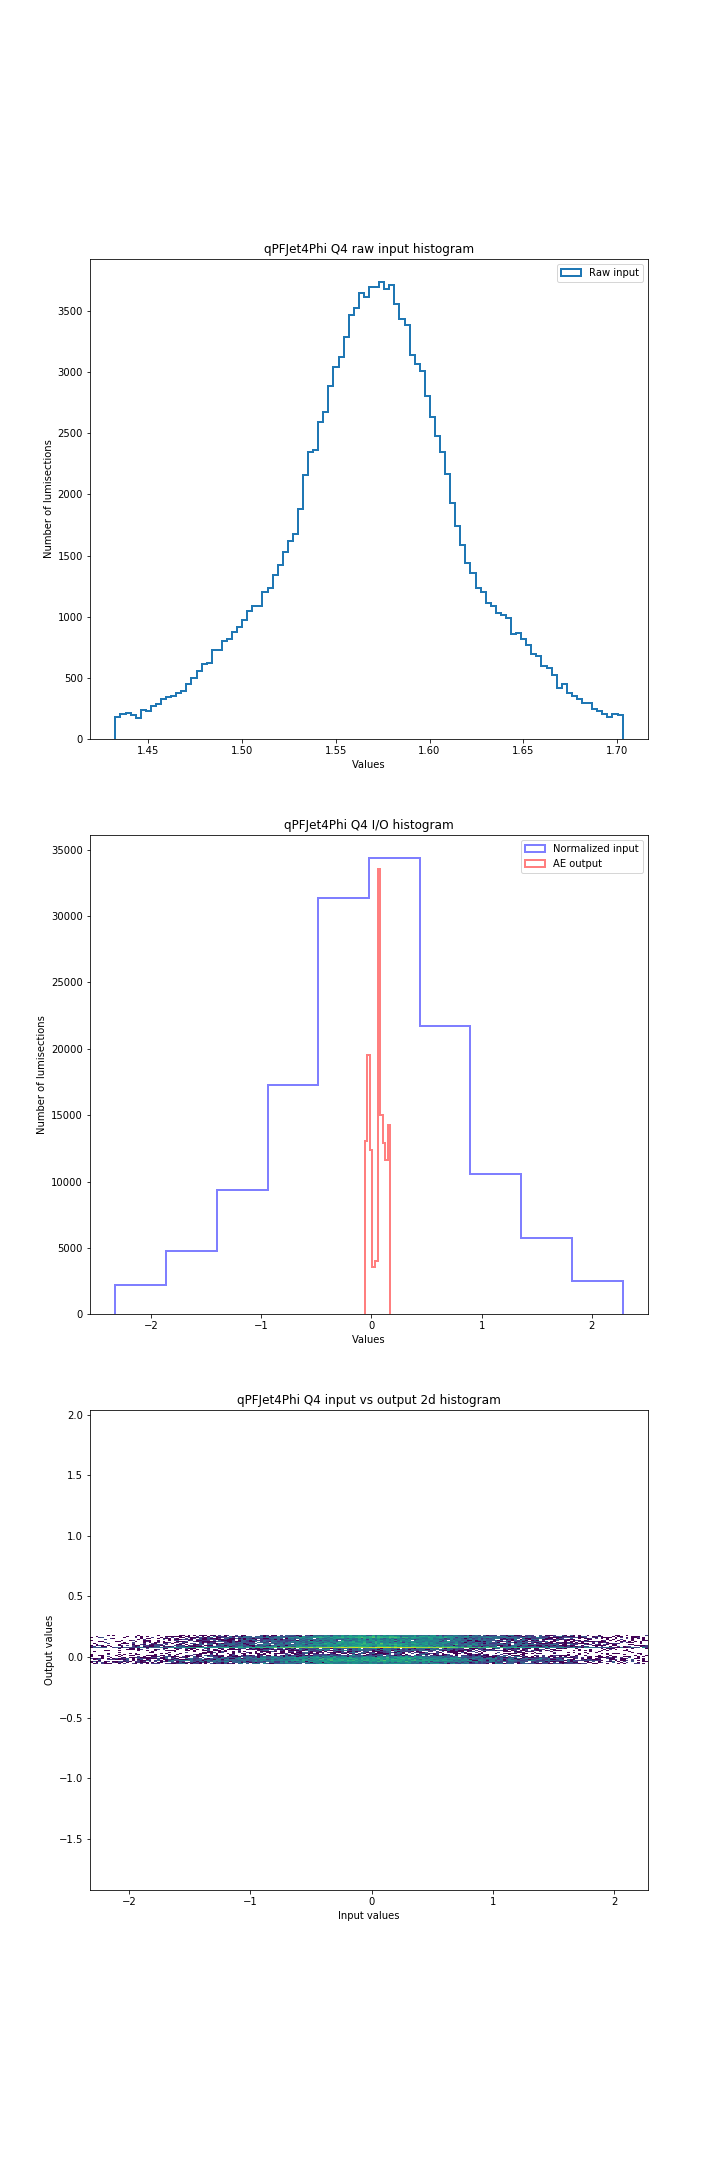 qPFJet4Phi Q4 raw input histogram
Raw input
3500
3000
2500
2000
1500
1000
500
0
Number of lumisections
1.45 1.50 1.55 1.60 1.65 1.70
Values
qPFJet4Phi Q4 I/O histogram
Normalized input
AE output
35000
30000
25000
20000
15000
10000
5000
0
Number of lumisections
−2 −1 0 1 2
Values
qPFJet4Phi Q4 input vs output 2d histogram
2.0
1.5
1.0
0.5
0.0
−0.5
−1.0
−1.5
Output values
−2 −1 0 1 2
Input values